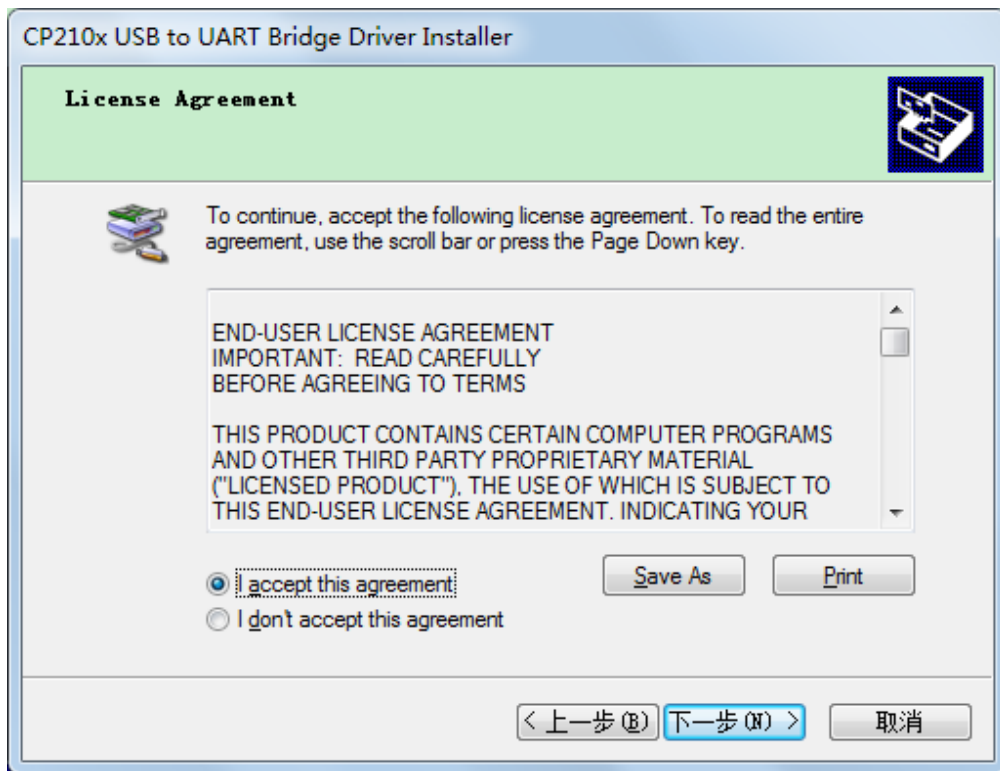 CP210x USB to UART Bridge Driver Installer
License Agreement
To continue, accept the following license agreement. To read the entire
agreement, use the scroll bar or press the Page Down key.
END-USER LICENSE AGREEMENT
IMPORTANT:  READ CAREFULLY
BEFORE AGREEING TO TERMS
THIS PRODUCT CONTAINS CERTAIN COMPUTER PROGRAMS
AND OTHER THIRD PARTY PROPRIETARY MATERIAL
("LICENSED PRODUCT"), THE USE OF WHICH IS SUBJECT TO
THIS END-USER LICENSE AGREEMENT. INDICATING YOUR
I accept this agreement
Save As
Print
I don't accept this agreement
< 上一步(B)
下一步(N) >
取消